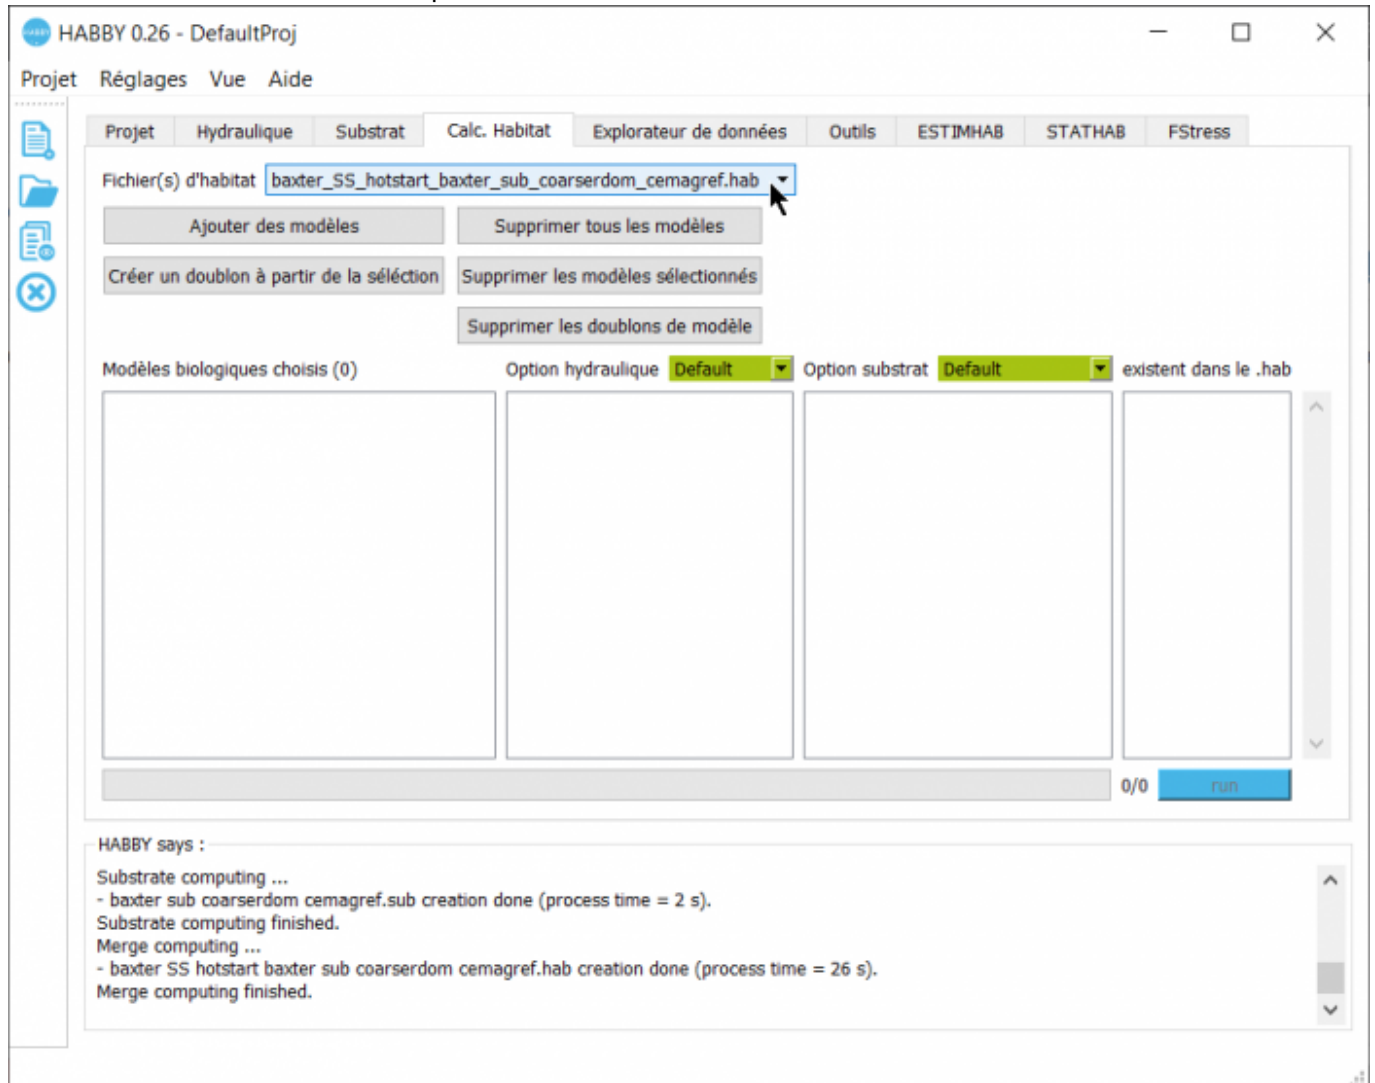 HABBY 0.26 - DefaultProj
Projet Réglages Vue Aide
Projet Hydraulique Substrat Calc. Habitat Explorateur de données Outils ESTIMHAB STATHAB FStress
Fichier(s) d'habitat baxter_SS_hotstart_baxter_sub_coarserdom_cemagref.hab
Ajouter des modèles Supprimer tous les modèles
Créer un doublon à partir de la séléction Supprimer les modèles sélectionnés
Supprimer les doublons de modèle
Modèles biologiques choisis (0) Option hydraulique Default Option substrat Default existent dans le .hab
0/0 run
HABBY says :
Substrate computing ...
- baxter sub coarserdom cemagref.sub creation done (process time = 2 s).
Substrate computing finished.
Merge computing ...
- baxter SS hotstart baxter sub coarserdom cemagref.hab creation done (process time = 26 s).
Merge computing finished.